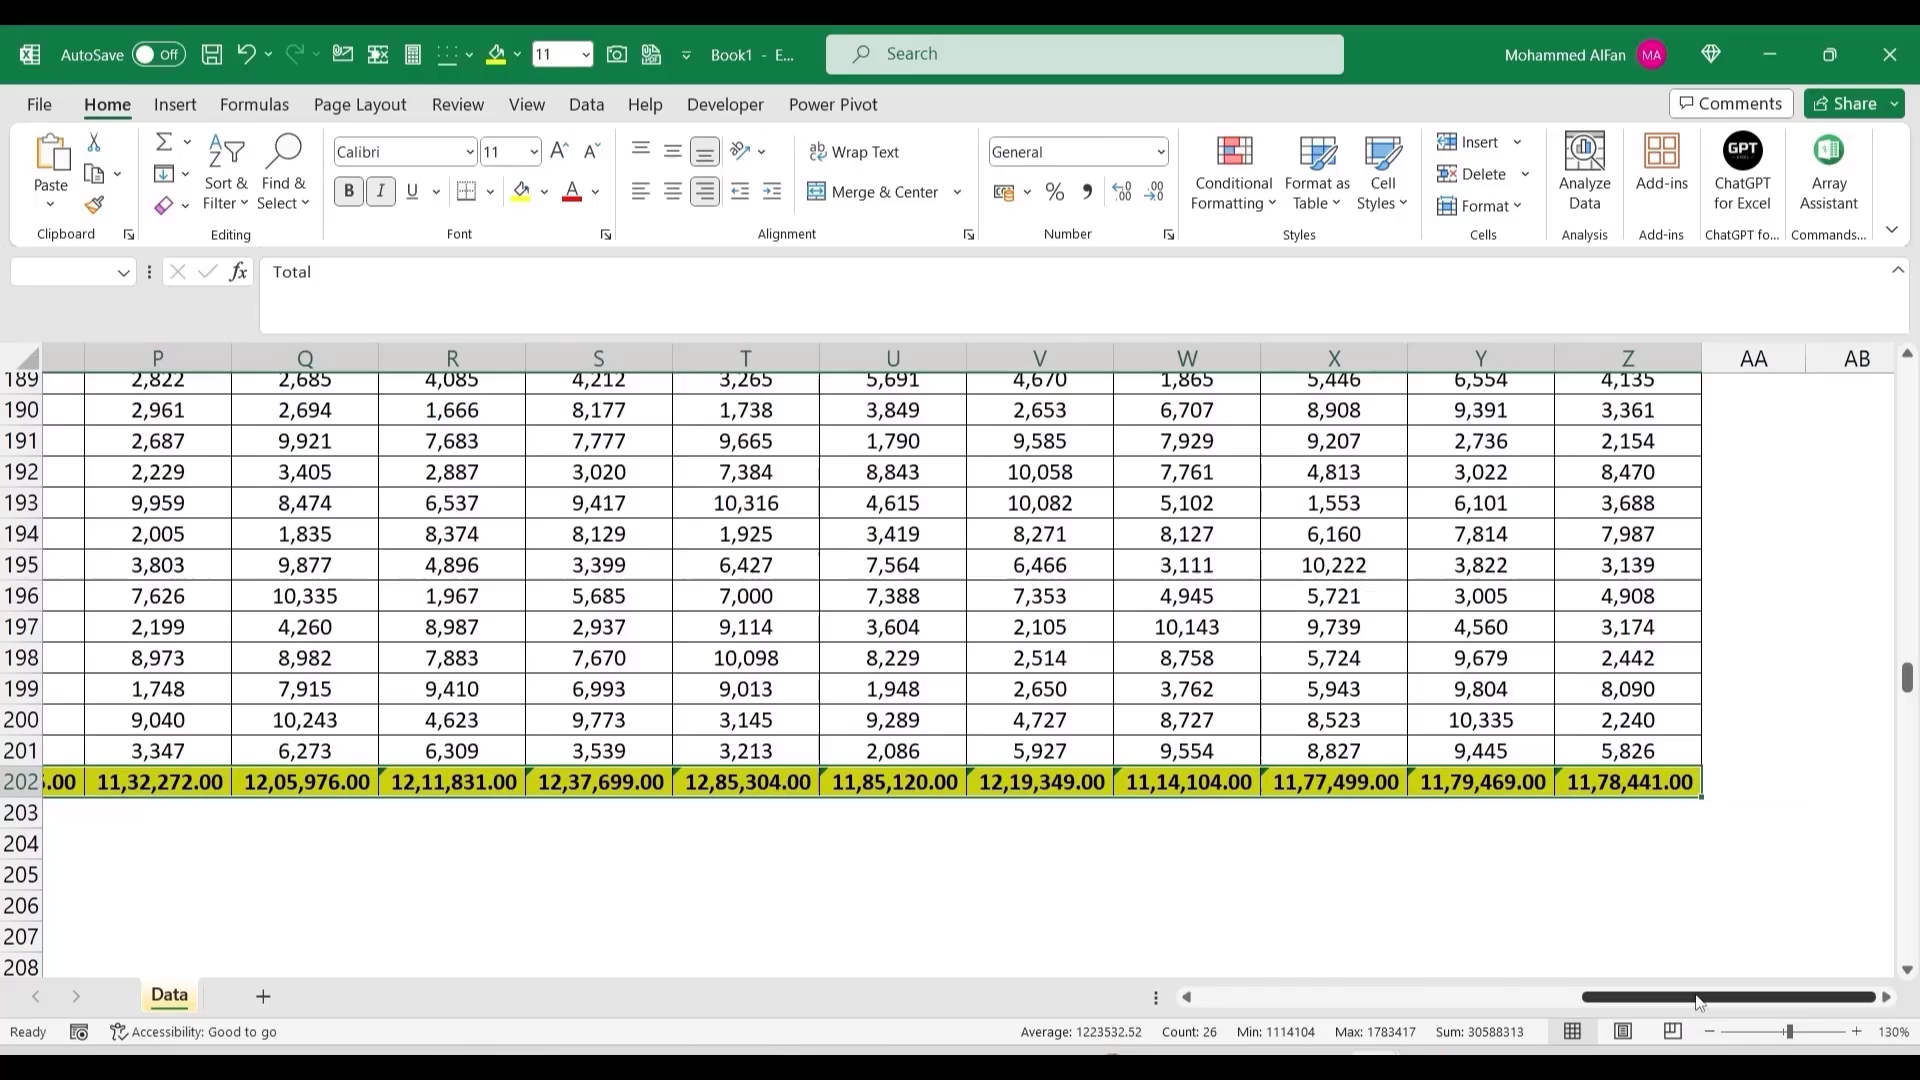 AutoSave Off 11 Book1 - E... Search Mohammed AlFan MA
File Home Insert Formulas Page Layout Review View Data Help Developer Power Pivot Comments Share
Calibri 11 Wrap Text General Insert
Paste Sort & Filter Find & Select B I U A Merge & Center % Conditional Formatting Format as Table Cell Styles Delete Format Analyze Data Add-ins GPT ChatGPT for Excel Array Assistant
Clipboard Editing Font Alignment Number Styles Cells Analysis Add-ins ChatGPT fo... Commands...
fx Total
P Q R S T U V W X Y Z AA AB
189 2,822 2,685 4,085 4,212 3,265 5,691 4,670 1,865 5,446 6,554 4,135
190 2,961 2,694 1,666 8,177 1,738 3,849 2,653 6,707 8,908 9,391 3,361
191 2,687 9,921 7,683 7,777 9,665 1,790 9,585 7,929 9,207 2,736 2,154
192 2,229 3,405 2,887 3,020 7,384 8,843 10,058 7,761 4,813 3,022 8,470
193 9,959 8,474 6,537 9,417 10,316 4,615 10,082 5,102 1,553 6,101 3,688
194 2,005 1,835 8,374 8,129 1,925 3,419 8,271 8,127 6,160 7,814 7,987
195 3,803 9,877 4,896 3,399 6,427 7,564 6,466 3,111 10,222 3,822 3,139
196 7,626 10,335 1,967 5,685 7,000 7,388 7,353 4,945 5,721 3,005 4,908
197 2,199 4,260 8,987 2,937 9,114 3,604 2,105 10,143 9,739 4,560 3,174
198 8,973 8,982 7,883 7,670 10,098 8,229 2,514 8,758 5,724 9,679 2,442
199 1,748 7,915 9,410 6,993 9,013 1,948 2,650 3,762 5,943 9,804 8,090
200 9,040 10,243 4,623 9,773 3,145 9,289 4,727 8,727 8,523 10,335 2,240
201 3,347 6,273 6,309 3,539 3,213 2,086 5,927 9,554 8,827 9,445 5,826
202 .00 11,32,272.00 12,05,976.00 12,11,831.00 12,37,699.00 12,85,304.00 11,85,120.00 12,19,349.00 11,14,104.00 11,77,499.00 11,79,469.00 11,78,441.00
203
204
205
206
207
208
Data
Ready Accessibility: Good to go Average: 1223532.52 Count: 26 Min: 1114104 Max: 1783417 Sum: 30588313 130%